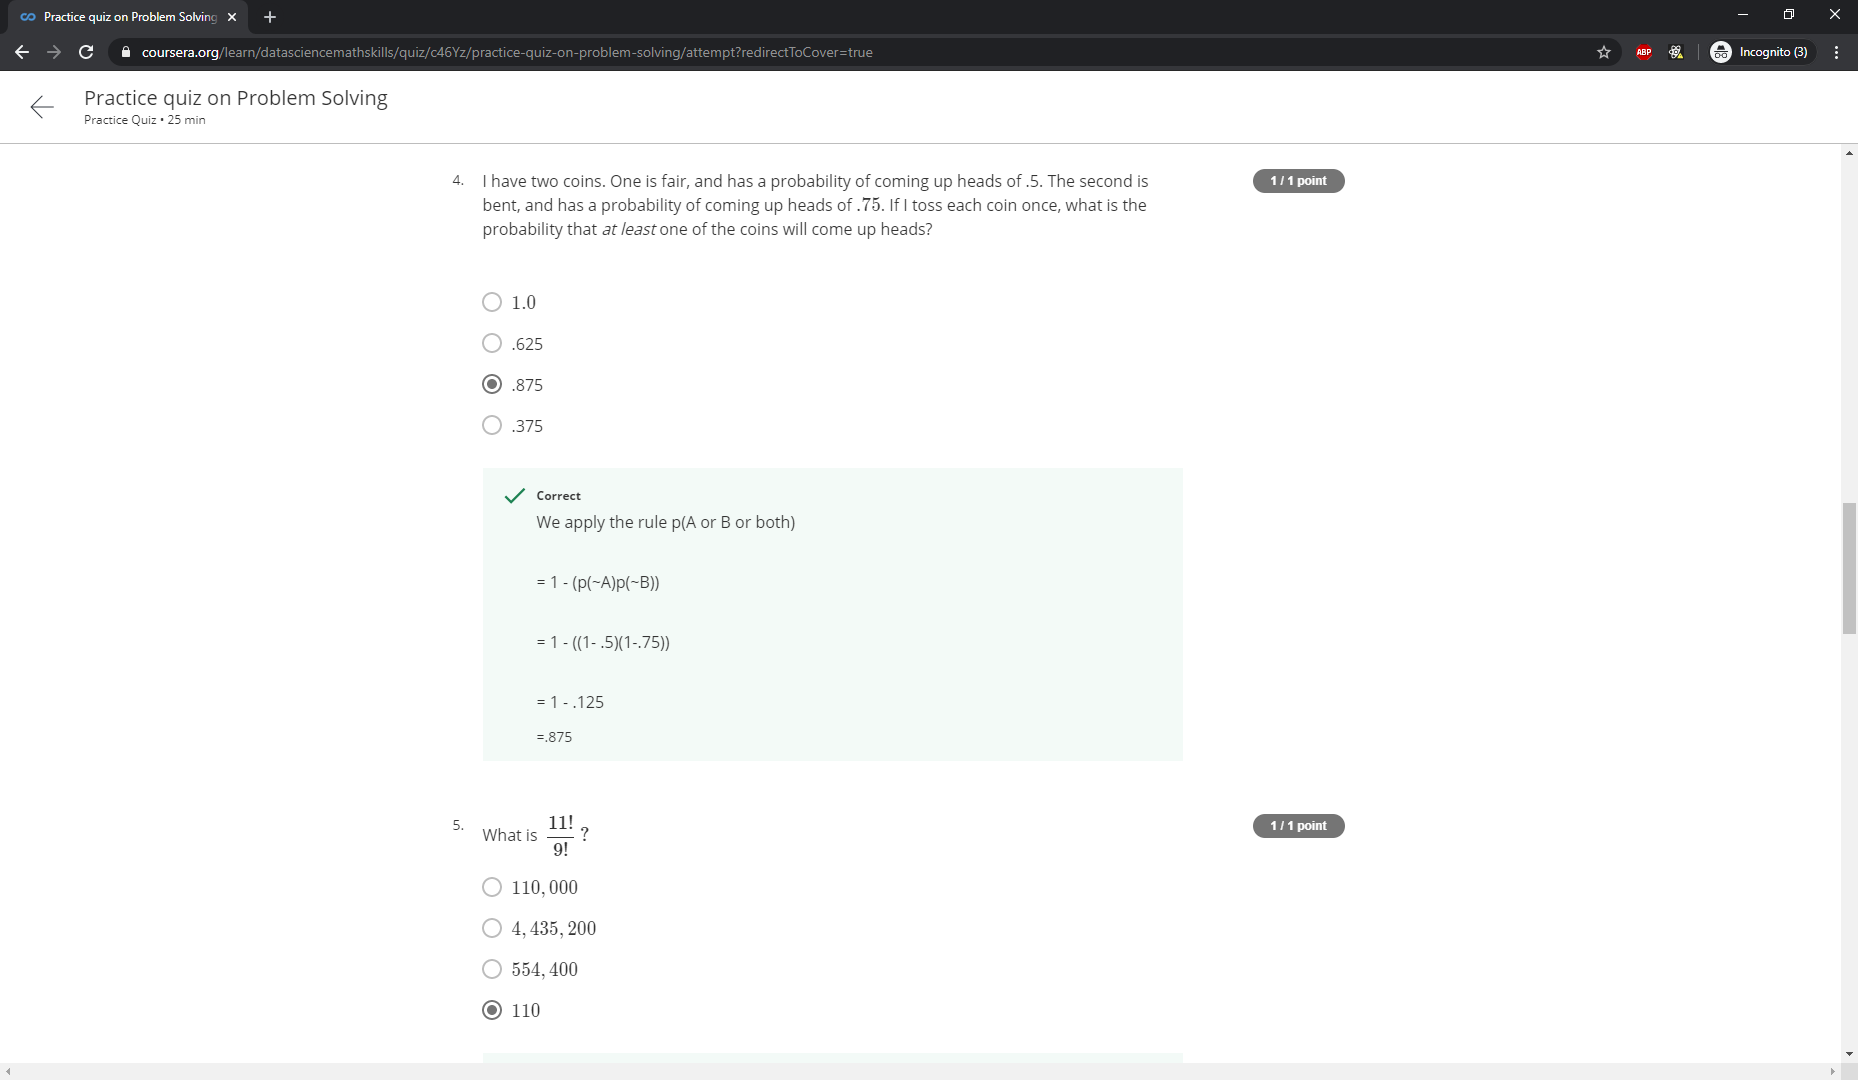 Practice quiz on Problem Solving
coursera.org/learn/datasciencemathskills/quiz/c46Yz/practice-quiz-on-problem-solving/attempt?redirectToCover=true
ABP
Incognito (3)
Practice quiz on Problem Solving
Practice Quiz • 25 min
4. I have two coins. One is fair, and has a probability of coming up heads of .5. The second is
bent, and has a probability of coming up heads of .75. If I toss each coin once, what is the
probability that at least one of the coins will come up heads?
1 / 1 point
1.0
.625
.875
.375
Correct
We apply the rule p(A or B or both)
= 1 - (p(~A)p(~B))
= 1 - ((1- .5)(1-.75))
= 1 - .125
=.875
5. What is 11!/9! ?
1 / 1 point
110,000
4,435,200
554,400
110